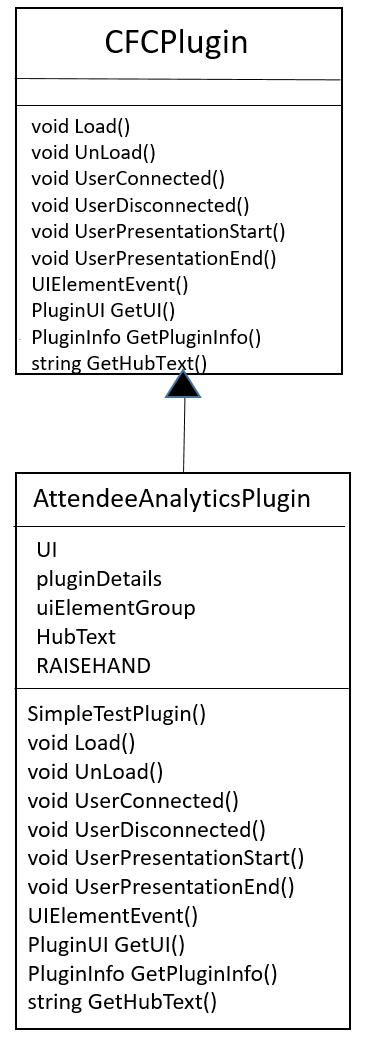 CFCPlugin
void Load()
void UnLoad()
void UserConnected()
void UserDisconnected()
void UserPresentationStart()
void UserPresentationEnd()
UIElementEvent()
PluginUI GetUI()
PluginInfo GetPluginInfo()
string GetHubText()
AttendeeAnalyticsPlugin
UI
pluginDetails
uiElementGroup
HubText
RAISEHAND
SimpleTestPlugin()
void Load()
void UnLoad()
void UserConnected()
void UserDisconnected()
void UserPresentationStart()
void UserPresentationEnd()
UIElementEvent()
PluginUI GetUI()
PluginInfo GetPluginInfo()
string GetHubText()